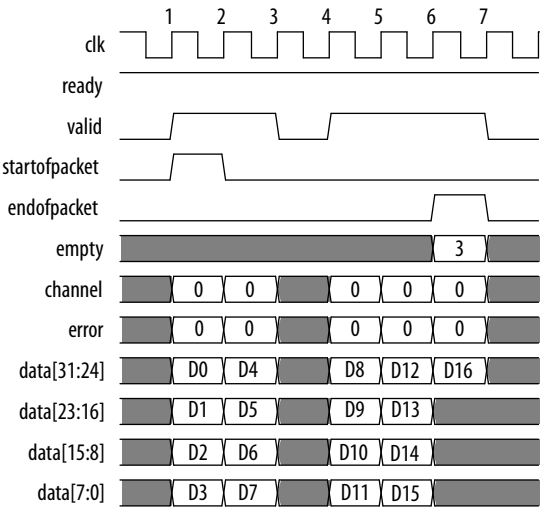 1 2 3 4 5 6 7
clk
ready
valid
startofpacket
endofpacket
empty 3
channel 0 0 0 0 0
error 0 0 0 0 0
data[31:24] D0 D4 D8 D12 D16
data[23:16] D1 D5 D9 D13
data[15:8] D2 D6 D10 D14
data[7:0] D3 D7 D11 D15